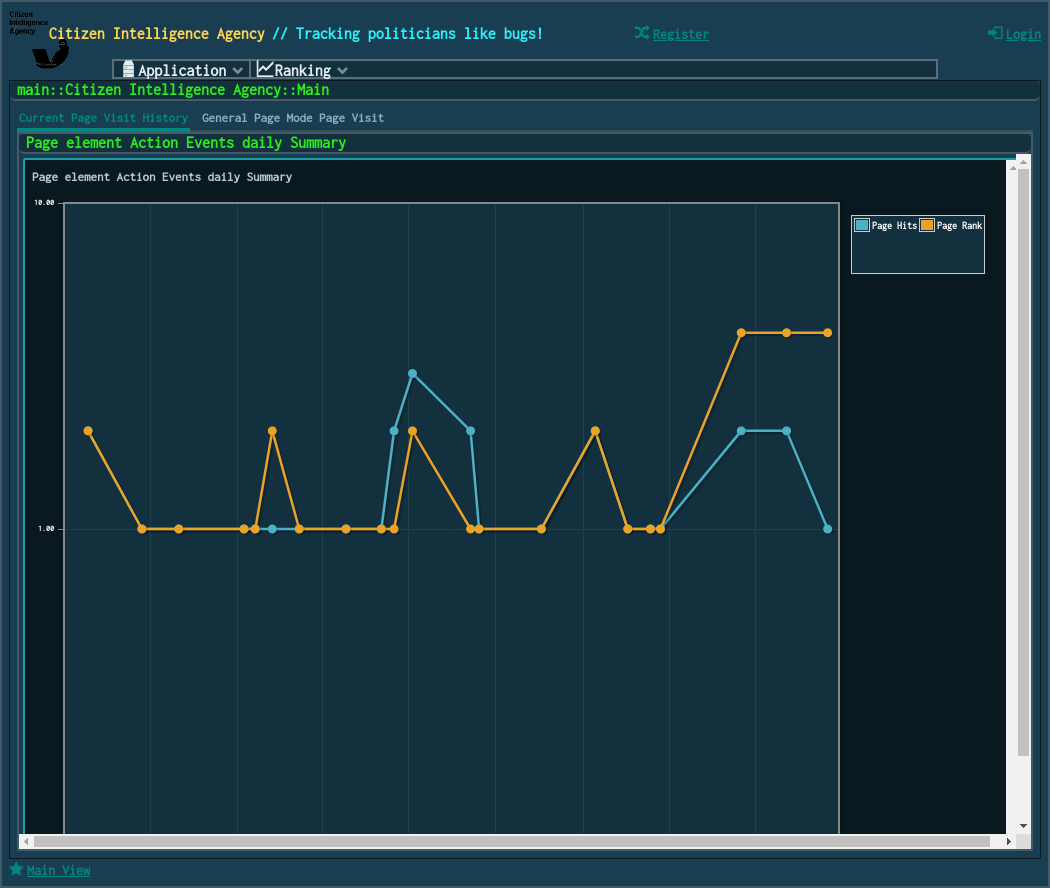 Citizen
Intelligence
Agency
Citizen Intelligence Agency // Tracking politicians like bugs!
Register
Login
Application
Ranking
main::Citizen Intelligence Agency::Main
Current Page Visit History
General Page Mode Page Visit
Page element Action Events daily Summary
Page element Action Events daily Summary
10.00
Page Hits
Page Rank
1.00
Main View